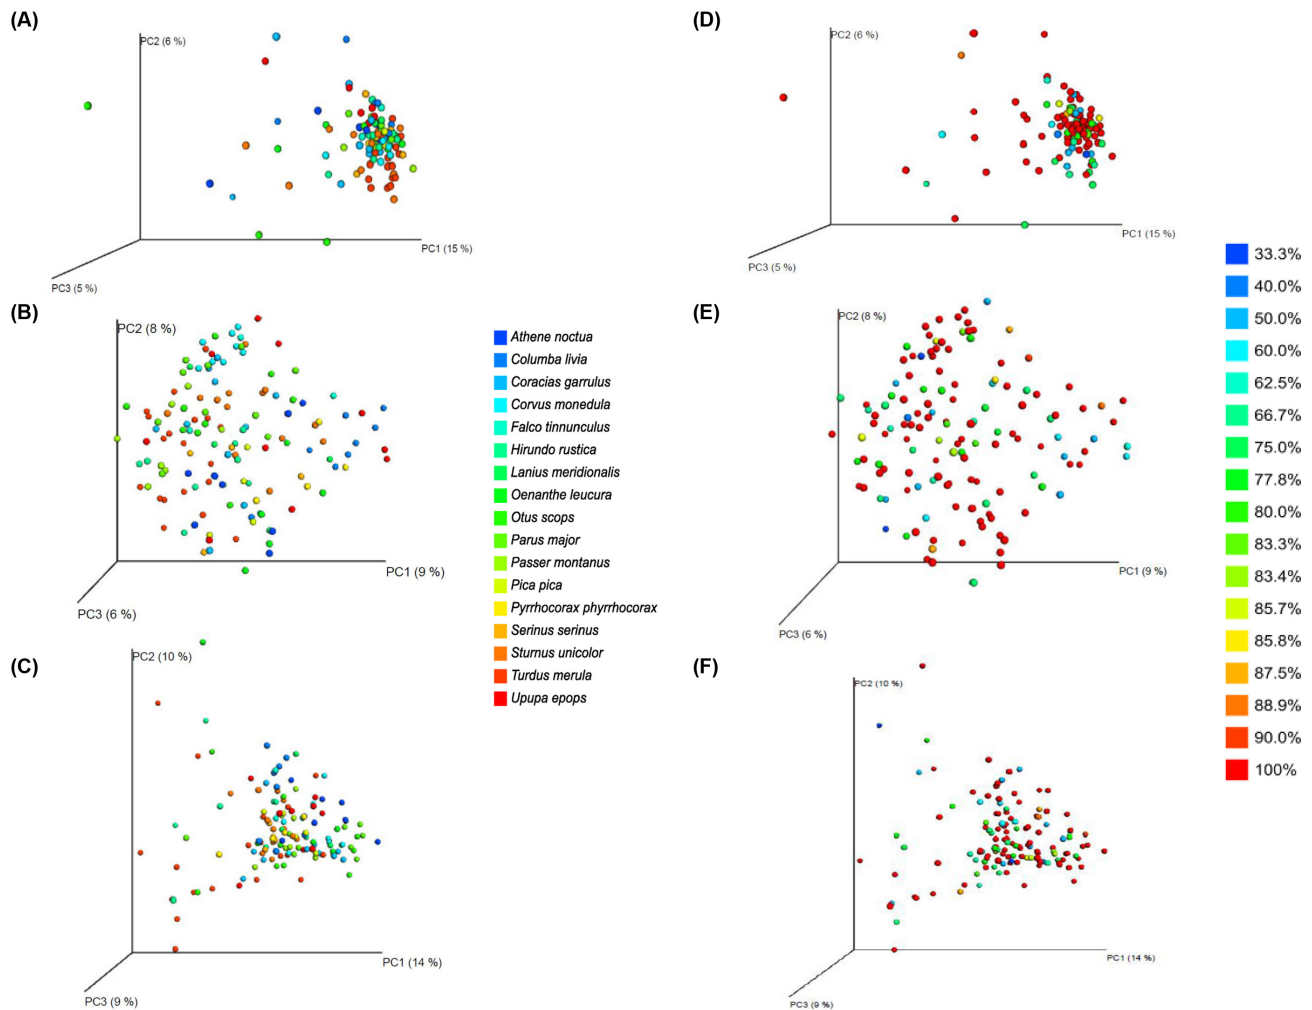 (A)
PC2 (6 %)
PC1 (15 %)
PC3 (5 %)
(D)
PC2 (6 %)
PC1 (15 %)
PC3 (5 %)
(B)
PC2 (8 %)
PC1 (9 %)
PC3 (6 %)
Athene noctua
Columba livia
Coracias garrulus
Corvus monedula
Falco tinnunculus
Hirundo rustica
Lanius meridionalis
Oenanthe leucura
Otus scops
Parus major
Passer montanus
Pica pica
Pyrrhocorax phyrrhocorax
Serinus serinus
Sturnus unicolor
Turdus merula
Upupa epops
(E)
PC2 (8 %)
PC1 (9 %)
PC3 (6 %)
33.3%
40.0%
50.0%
60.0%
62.5%
66.7%
75.0%
77.8%
80.0%
83.3%
83.4%
85.7%
85.8%
87.5%
88.9%
90.0%
100%
(C)
PC2 (10 %)
PC1 (14 %)
PC3 (9 %)
(F)
PC2 (10 %)
PC1 (14 %)
PC3 (9 %)